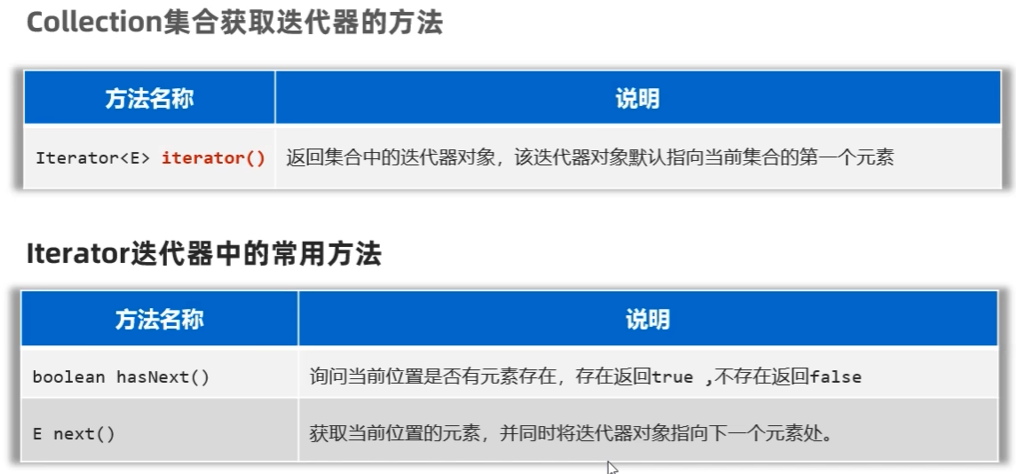 Collection集合获取迭代器的方法
方法名称 说明
Iterator<E> iterator() 返回集合中的迭代器对象，该迭代器对象默认指向当前集合的第一个元素
Iterator迭代器中的常用方法
方法名称 说明
boolean hasNext() 询问当前位置是否有元素存在，存在返回true ,不存在返回false
E next() 获取当前位置的元素，并同时将迭代器对象指向下一个元素处。